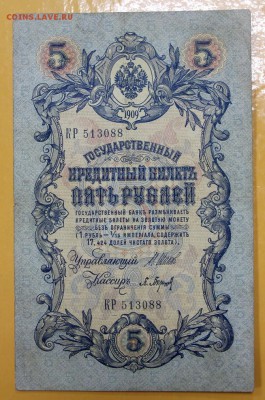 COINS.LAVE.RU
5 5
1909
КР 513088
ГОСУДАРСТВЕННЫЙ
КРЕДИТНЫЙ БИЛЕТЪ
ПЯТЬ РУБЛЕЙ
ГОСУДАРСТВЕННЫЙ БАНКЪ РАЗМѢНИВАЕТЪ
КРЕДИТНЫЕ БИЛЕТЫ НА ЗОЛОТУЮ МОНЕТУ
БЕЗЪ ОГРАНИЧЕНІЯ СУММЫ
(1 РУБЛЬ = 1/15 ИМПЕРІАЛА, СОДЕРЖИТЪ
17,424 ДОЛЕЙ ЧИСТАГО ЗОЛОТА).
Управляющій
Кассиръ
КР 513088
5